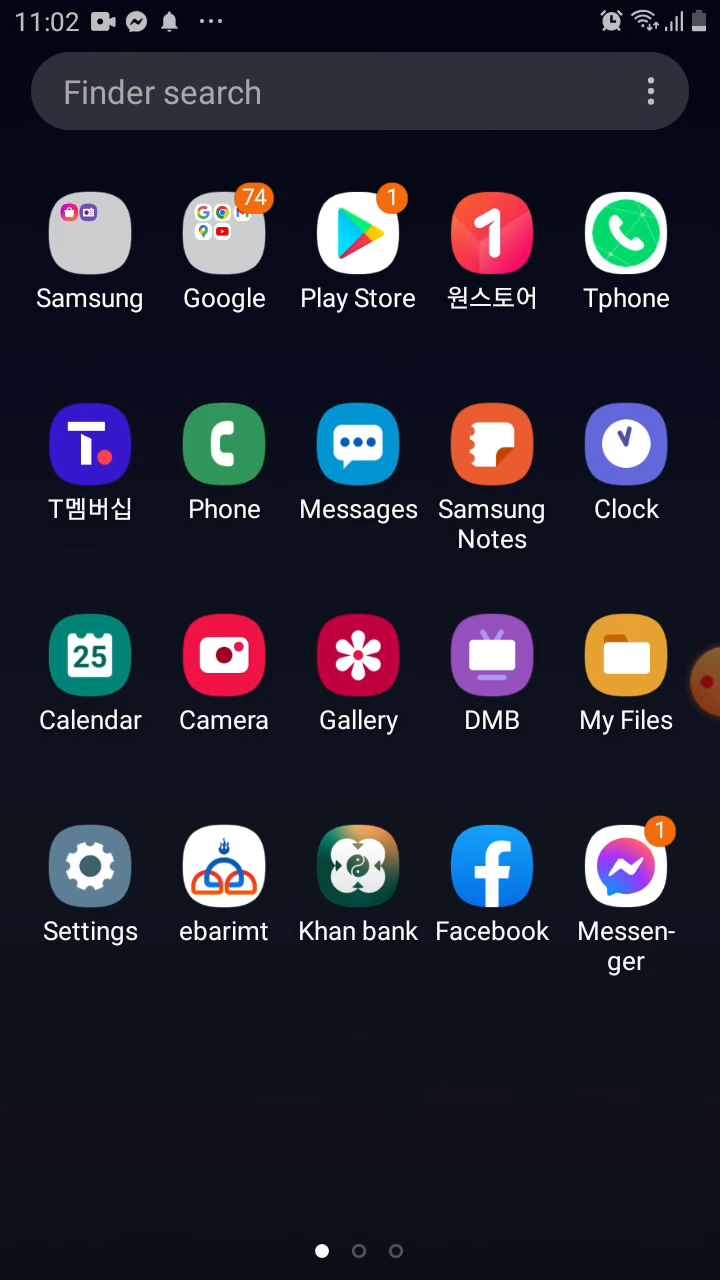 11:02
Finder search
74
1
1
Samsung
Google
Play Store
원스토어
Tphone
T.
T멤버십
Phone
Messages
Samsung
Notes
Clock
25
Calendar
Camera
Gallery
DMB
My Files
1
Settings
ebarimt
Khan bank
Facebook
Messen-
ger